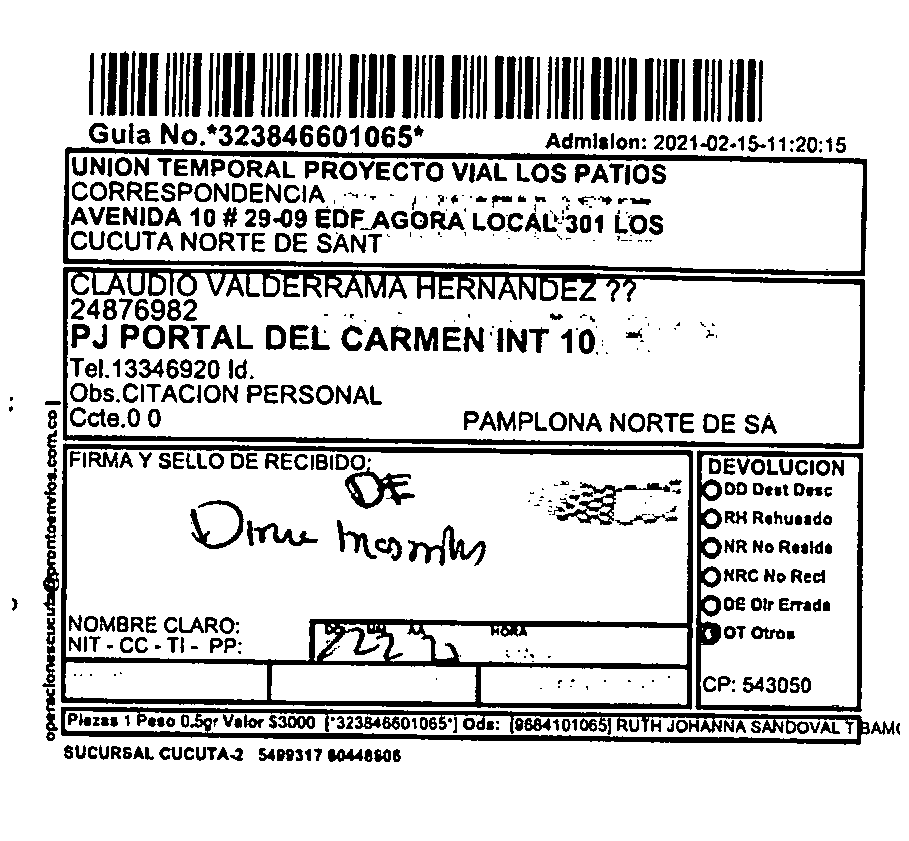 Guia No.*323846601065*
Admision: 2021-02-15-11:20:15
UNION TEMPORAL PROYECTO VIAL LOS PATIOS
CORRESPONDENCIA
AVENIDA 10 # 29-09 EDF AGORA LOCAL 301 LOS
CUCUTA NORTE DE SANT
CLAUDIO VALDERRAMA HERNANDEZ ??
24876982
PJ PORTAL DEL CARMEN INT 10
Tel.13346920 Id.
Obs.CITACION PERSONAL
Ccte.0 0
PAMPLONA NORTE DE SA
operacionescucuta@prontoenvios.com.co
FIRMA Y SELLO DE RECIBIDO:
DE
NOMBRE CLARO:
NIT - CC - TI - PP:
HORA
DEVOLUCION
DD Dest Desc
RH Rehusado
NR No Reside
NRC No Recl
DE Dir Errada
OT Otros
CP: 543050
Piezas 1 Peso 0.5gr Valor $3000 [*323846601065*] Ods: [9684101065] RUTH JOHANNA SANDOVAL TIBAMO
SUCURSAL CUCUTA-2 5499317